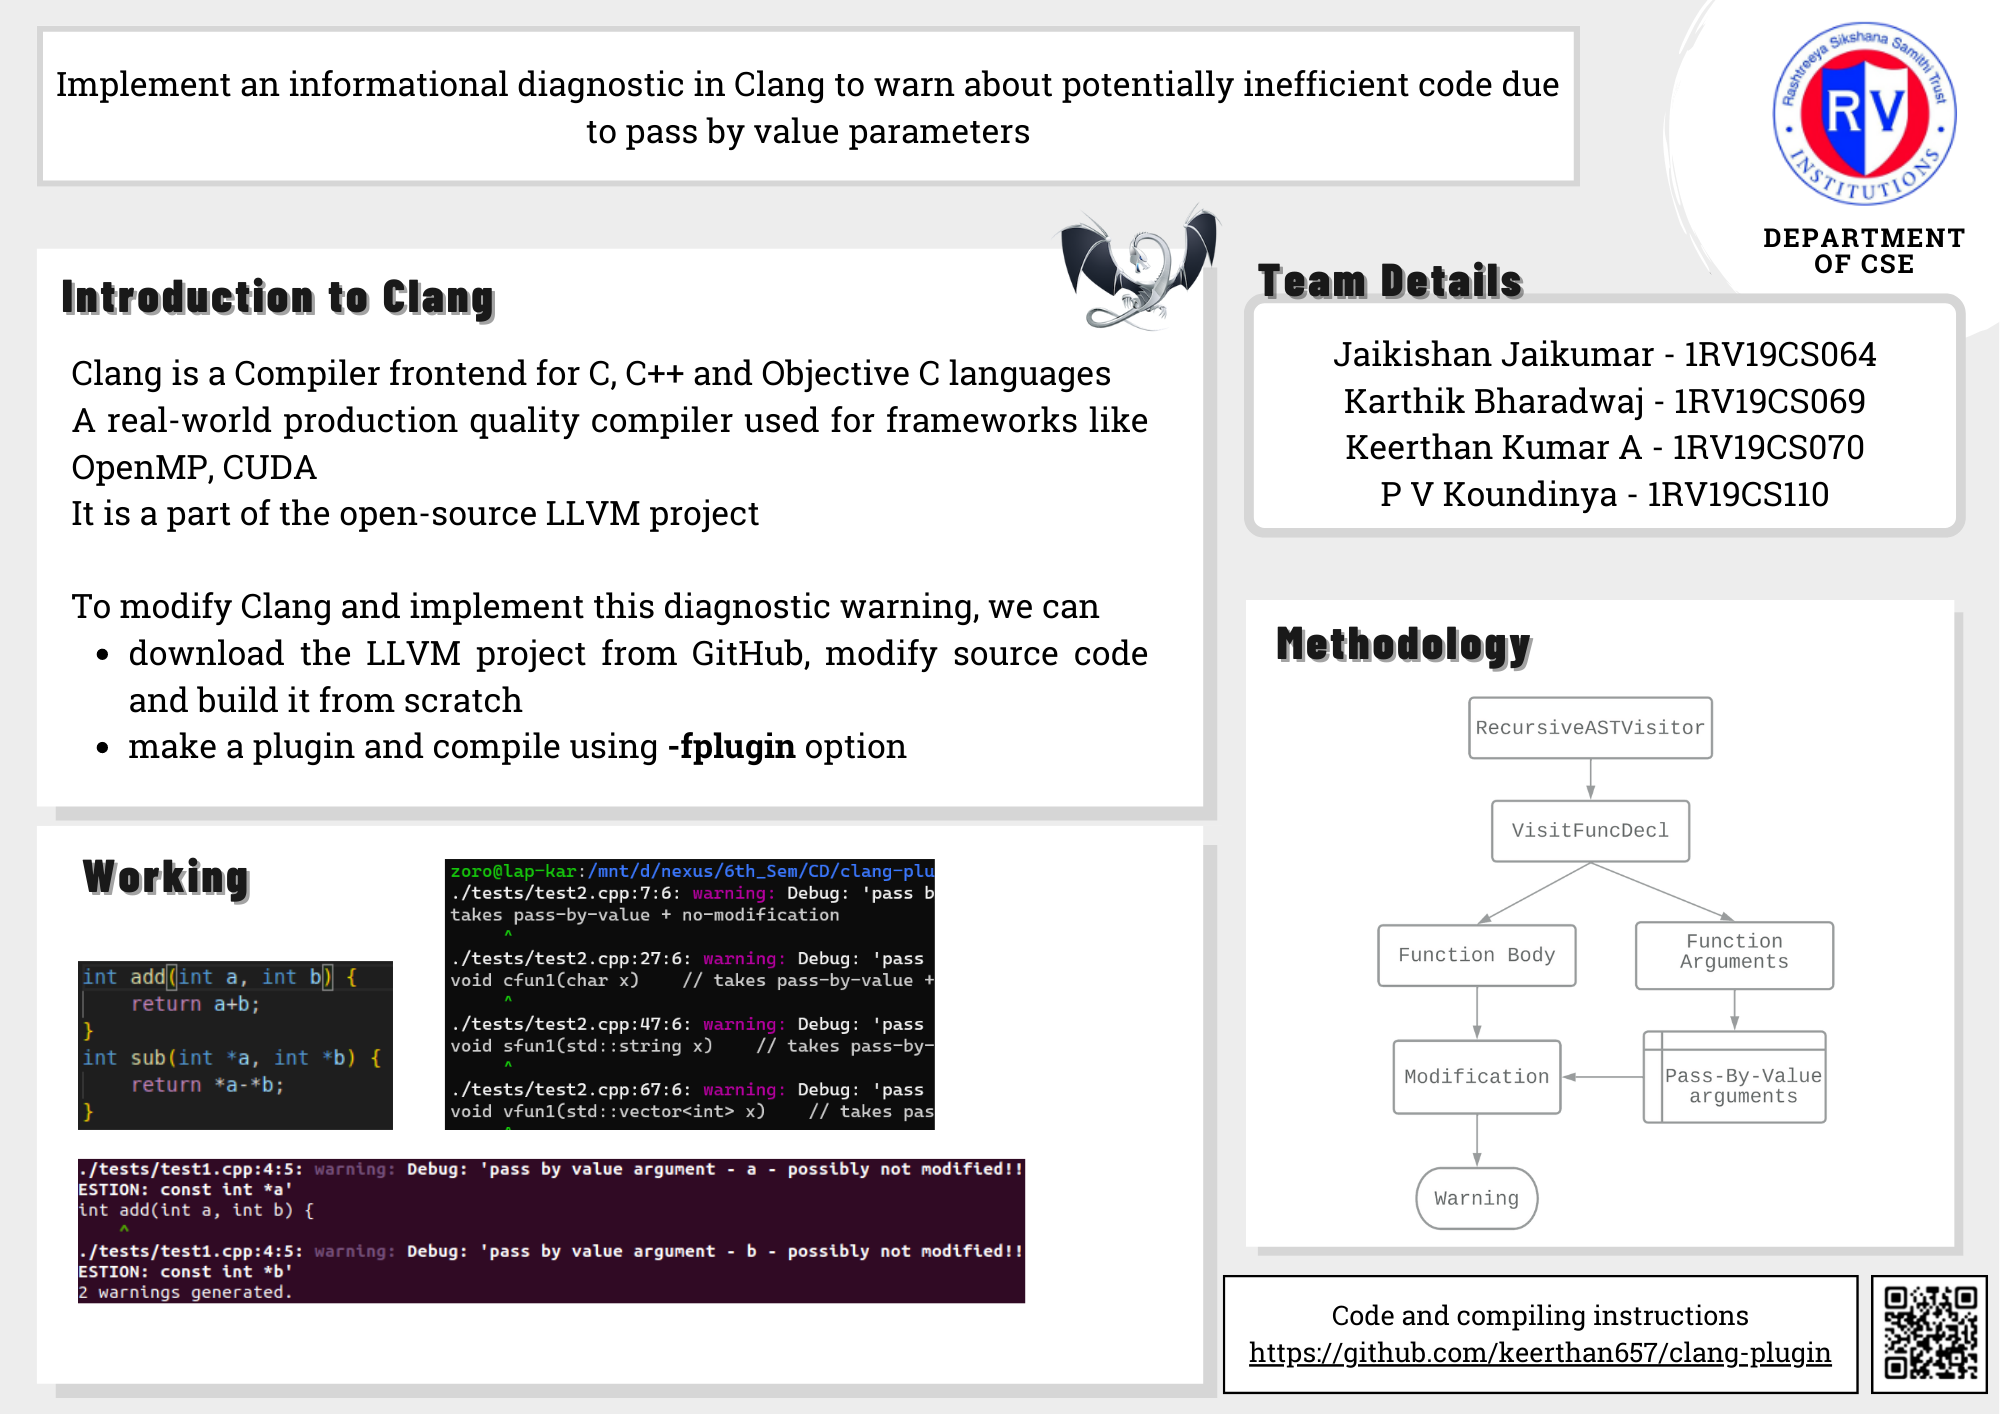 Implement an informational diagnostic in Clang to warn about potentially inefficient code due
to pass by value parameters
Rashtreeya Sikshana Samithi Trust
RV
INSTITUTIONS
DEPARTMENT
OF CSE
Introduction to Clang
Clang is a Compiler frontend for C, C++ and Objective C languages
A real-world production quality compiler used for frameworks like
OpenMP, CUDA
It is a part of the open-source LLVM project
To modify Clang and implement this diagnostic warning, we can
• download the LLVM project from GitHub, modify source code
and build it from scratch
• make a plugin and compile using -fplugin option
Team Details
Jaikishan Jaikumar - 1RV19CS064
Karthik Bharadwaj - 1RV19CS069
Keerthan Kumar A - 1RV19CS070
P V Koundinya - 1RV19CS110
Working
int add(int a, int b) {
return a+b;
}
int sub(int *a, int *b) {
return *a-*b;
}
zoro@lap-kar:/mnt/d/nexus/6th_Sem/CD/clang-plu
./tests/test2.cpp:7:6: warning: Debug: 'pass b
takes pass-by-value + no-modification
^
./tests/test2.cpp:27:6: warning: Debug: 'pass
void cfun1(char x)    // takes pass-by-value +
^
./tests/test2.cpp:47:6: warning: Debug: 'pass
void sfun1(std::string x)    // takes pass-by-
^
./tests/test2.cpp:67:6: warning: Debug: 'pass
void vfun1(std::vector<int> x)    // takes pas
^
./tests/test1.cpp:4:5: warning: Debug: 'pass by value argument - a - possibly not modified!!
ESTION: const int *a'
int add(int a, int b) {
^
./tests/test1.cpp:4:5: warning: Debug: 'pass by value argument - b - possibly not modified!!
ESTION: const int *b'
2 warnings generated.
Methodology
RecursiveASTVisitor
VisitFuncDecl
Function Body
Function
Arguments
Modification
Pass-By-Value
arguments
Warning
Code and compiling instructions
https://github.com/keerthan657/clang-plugin